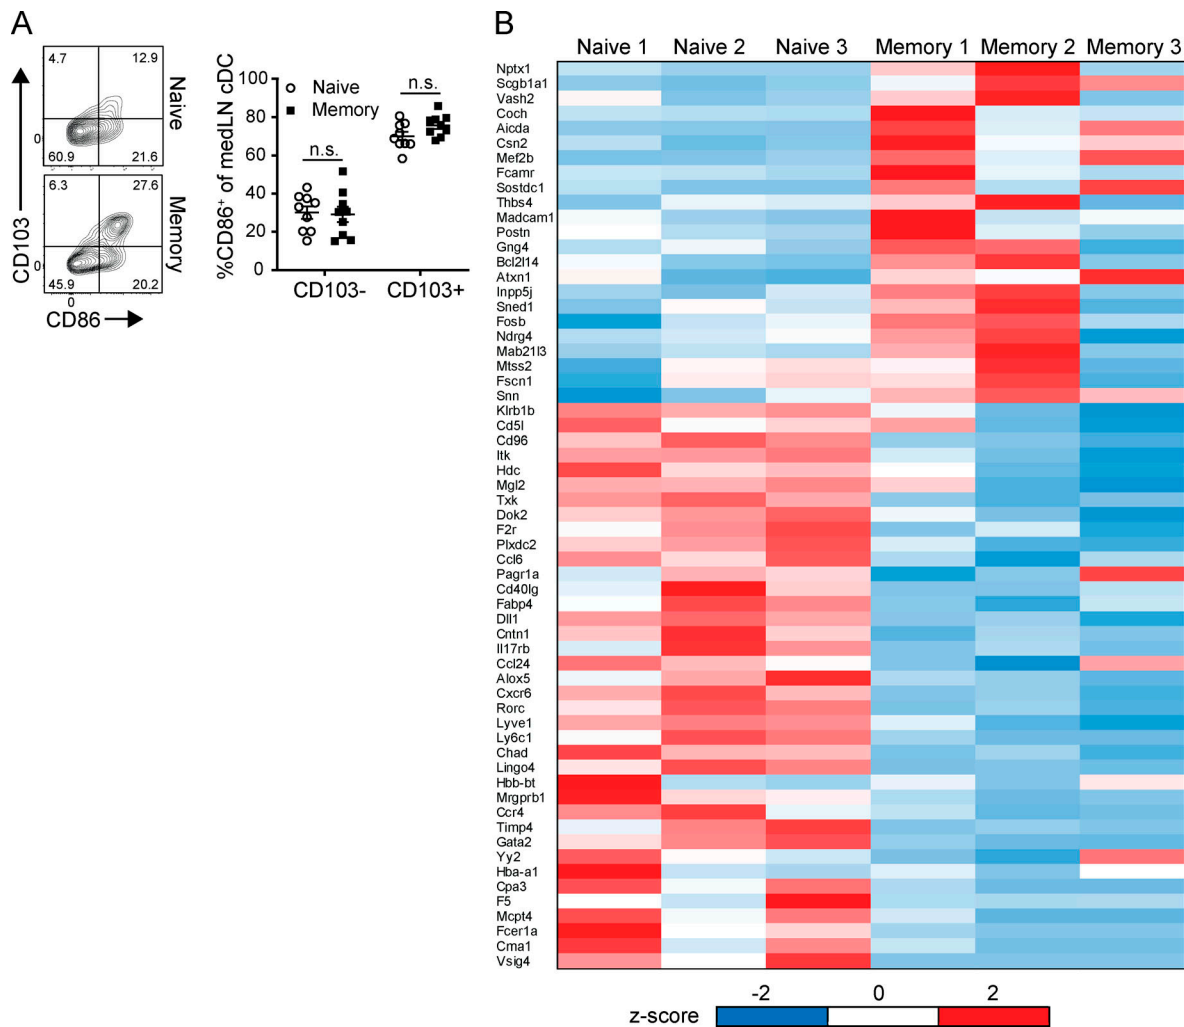 A
4.7
12.9
0
60.9
21.6
Naive
6.3
27.6
0
45.9
20.2
0
Memory
CD103
CD86
%CD86+ of medLN cDC
100
80
60
40
20
0
Naive
Memory
n.s.
n.s.
CD103-
CD103+
B
Naive 1 Naive 2 Naive 3 Memory 1 Memory 2 Memory 3
Nptx1
Scgb1a1
Vash2
Coch
Aicda
Csn2
Mef2b
Fcamr
Sostdc1
Thbs4
Madcam1
Postn
Gng4
Bcl2l14
Atxn1
Inpp5j
Sned1
Fosb
Ndrg4
Mab21l3
Mtss2
Fscn1
Snn
Klrb1b
Cd5l
Cd96
Itk
Hdc
Mgl2
Txk
Dok2
F2r
Plxdc2
Ccl6
Pagr1a
Cd40lg
Fabp4
Dll1
Cntn1
Il17rb
Ccl24
Alox5
Cxcr6
Rorc
Lyve1
Ly6c1
Chad
Lingo4
Hbb-bt
Mrgprb1
Ccr4
Timp4
Gata2
Yy2
Hba-a1
Cpa3
F5
Mcpt4
Fcer1a
Cma1
Vsig4
-2 0 2
z-score